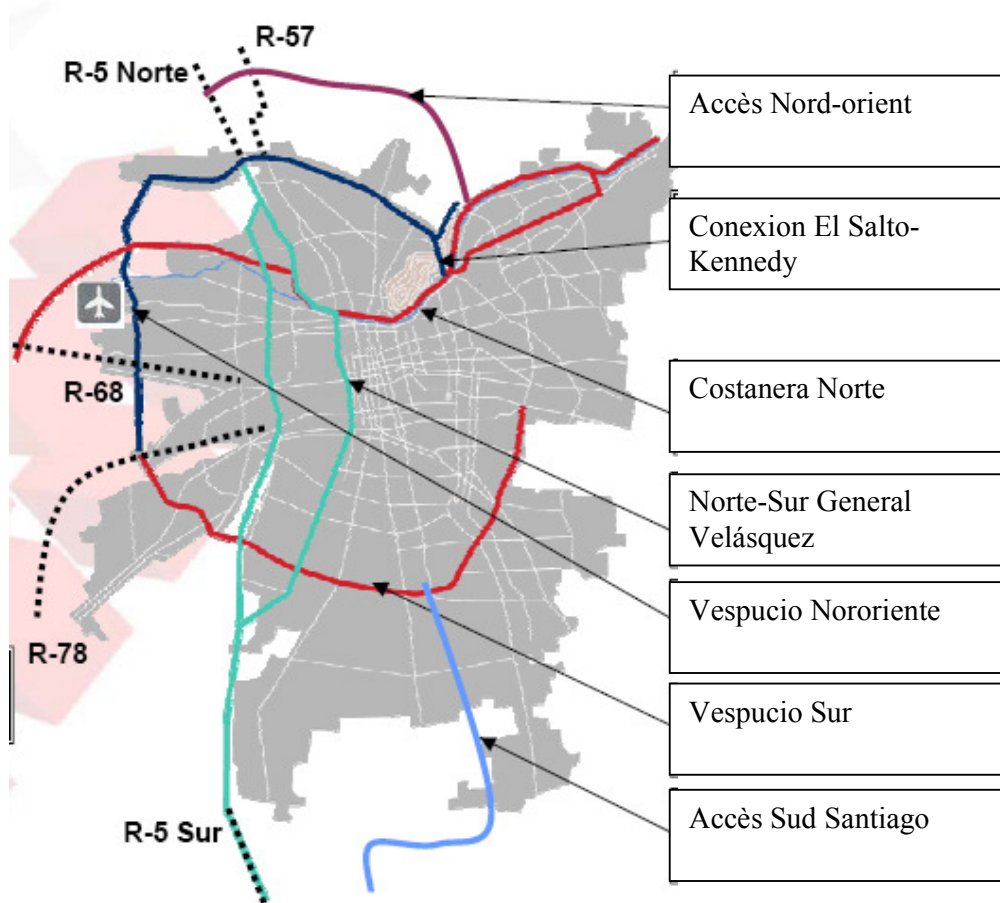 R-57
R-5 Norte
Accès Nord-orient
Conexion El Salto-
Kennedy
R-68
Costanera Norte
Norte-Sur General
Velásquez
Vespucio Nororiente
R-78
Vespucio Sur
R-5 Sur
Accès Sud Santiago